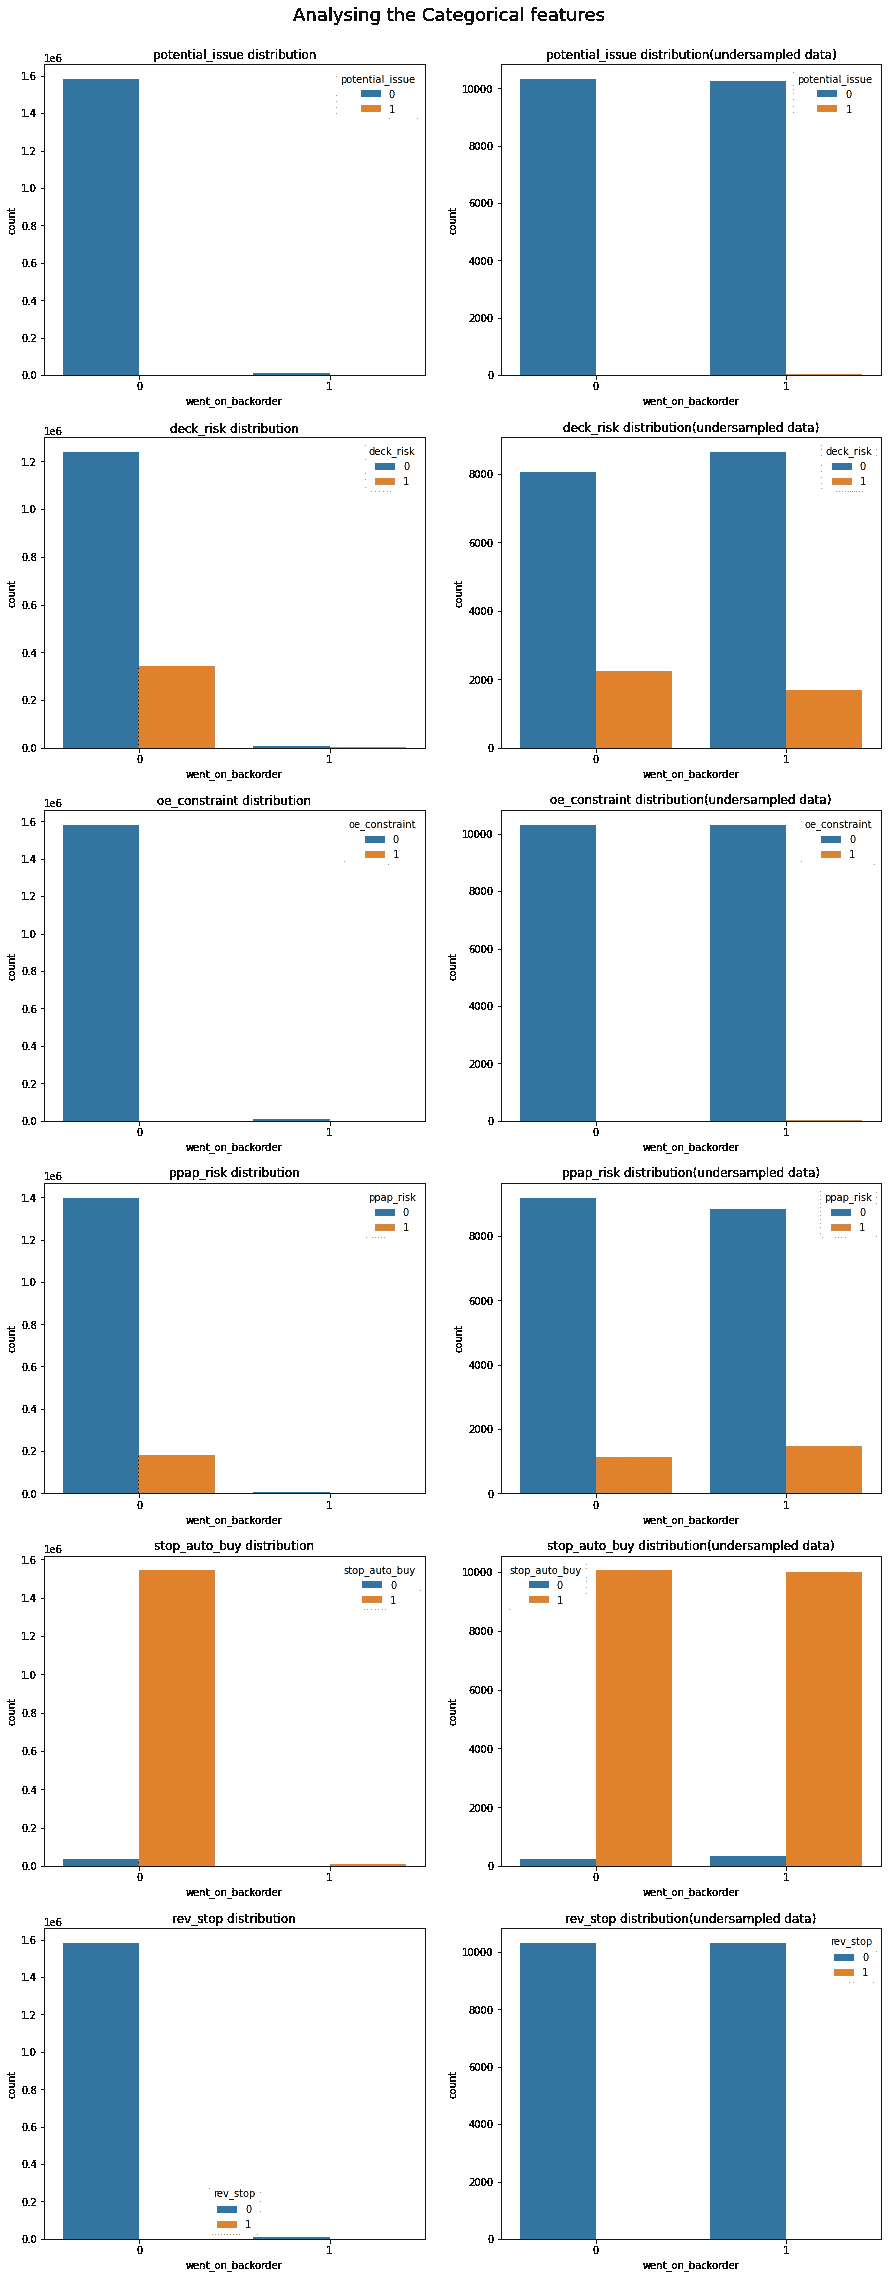 Analysing the Categorical features
potential_issue distribution
1e6
1.6
1.4
1.2
1.0
0.8
0.6
0.4
0.2
0.0
count
potential_issue
0
1
0 1
went_on_backorder
potential_issue distribution(undersampled data)
10000
8000
6000
4000
2000
0
count
potential_issue
0
1
0 1
went_on_backorder
deck_risk distribution
1e6
1.2
1.0
0.8
0.6
0.4
0.2
0.0
count
deck_risk
0
1
0 1
went_on_backorder
deck_risk distribution(undersampled data)
8000
6000
4000
2000
0
count
deck_risk
0
1
0 1
went_on_backorder
oe_constraint distribution
1e6
1.6
1.4
1.2
1.0
0.8
0.6
0.4
0.2
0.0
count
oe_constraint
0
1
0 1
went_on_backorder
oe_constraint distribution(undersampled data)
10000
8000
6000
4000
2000
0
count
oe_constraint
0
1
0 1
went_on_backorder
ppap_risk distribution
1e6
1.4
1.2
1.0
0.8
0.6
0.4
0.2
0.0
count
ppap_risk
0
1
0 1
went_on_backorder
ppap_risk distribution(undersampled data)
8000
6000
4000
2000
0
count
ppap_risk
0
1
0 1
went_on_backorder
stop_auto_buy distribution
1e6
1.6
1.4
1.2
1.0
0.8
0.6
0.4
0.2
0.0
count
stop_auto_buy
0
1
0 1
went_on_backorder
stop_auto_buy distribution(undersampled data)
10000
8000
6000
4000
2000
0
count
stop_auto_buy
0
1
0 1
went_on_backorder
rev_stop distribution
1e6
1.6
1.4
1.2
1.0
0.8
0.6
0.4
0.2
0.0
count
rev_stop
0
1
0 1
went_on_backorder
rev_stop distribution(undersampled data)
10000
8000
6000
4000
2000
0
count
rev_stop
0
1
0 1
went_on_backorder